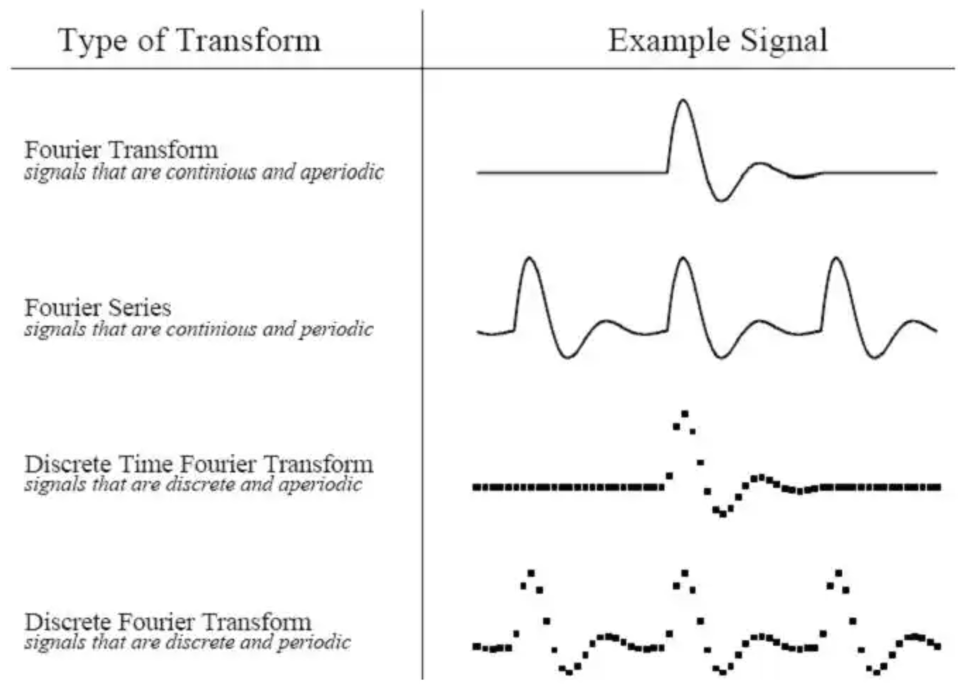 Type of Transform
Example Signal
Fourier Transform
signals that are continious and aperiodic
Fourier Series
signals that are continious and periodic
Discrete Time Fourier Transform
signals that are discrete and aperiodic
Discrete Fourier Transform
signals that are discrete and periodic